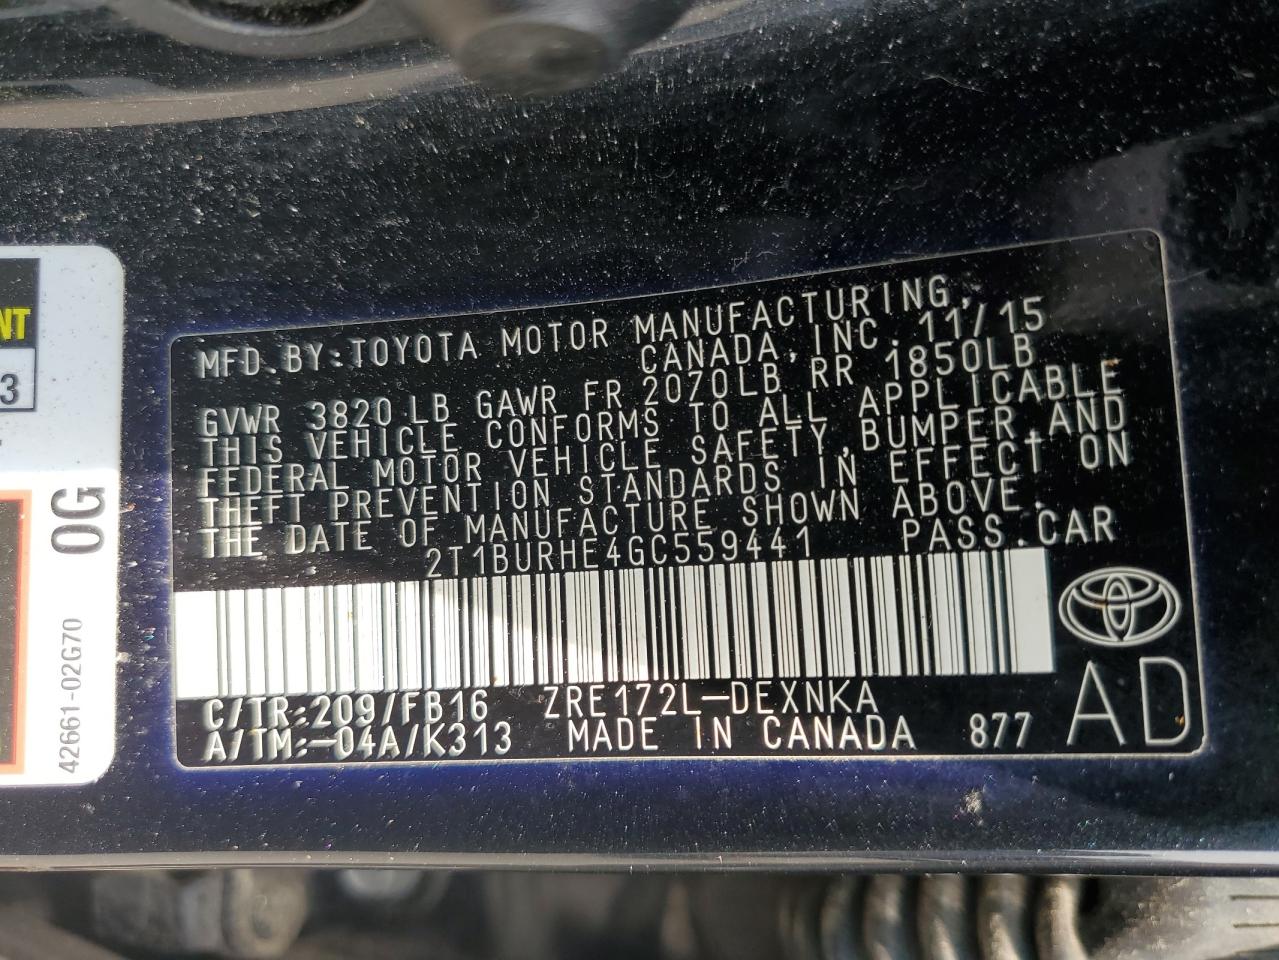 MFD.BY:TOYOTA MOTOR MANUFACTURING,
CANADA,INC.11/15
GVWR 3820 LB GAWR FR 2070LB RR 1850LB
THIS VEHICLE CONFORMS TO ALL APPLICABLE
FEDERAL MOTOR VEHICLE SAFETY,BUMPER,AND
THEFT PREVENTION STANDARDS IN EFFECT ON
THE DATE OF MANUFACTURE SHOWN ABOVE.
2T1BURHE4GC559441 PASS.CAR
C/TR:209/FB16 ZRE172L-DEXNKA
A/TM:-04A/K313 MADE IN CANADA 877
AD
NT
3
0G
42661-02G70